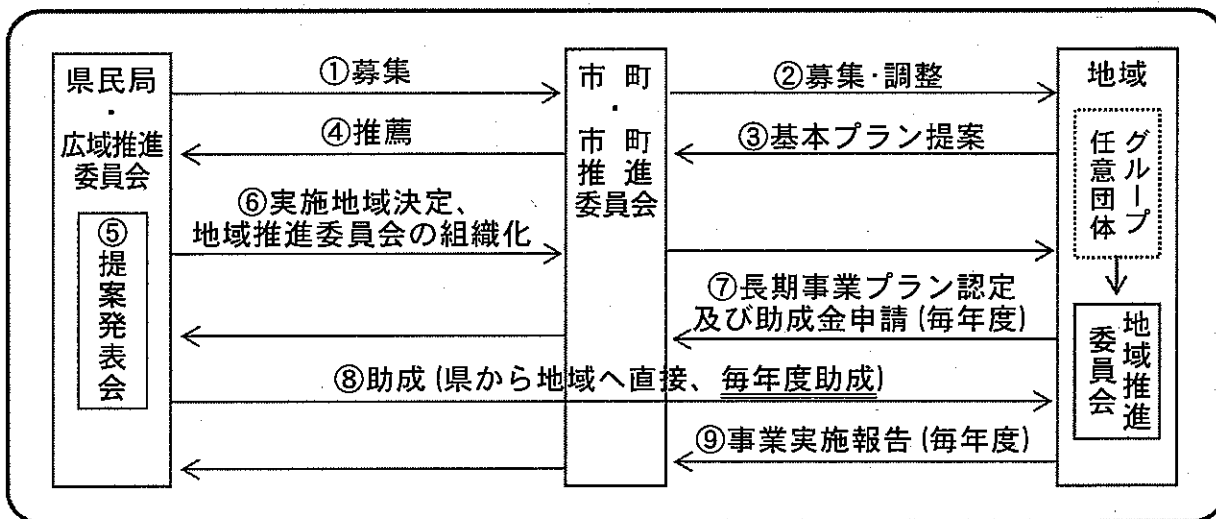 県民局
・
広域推進
委員会
⑤提案発表会
①募集
④推薦
⑥実施地域決定、
地域推進委員会の組織化
市町
・
市町
推進
委員会
②募集・調整
③基本プラン提案
⑦長期事業プラン認定
及び助成金申請(毎年度)
⑧助成(県から地域へ直接、毎年度助成)
⑨事業実施報告(毎年度)
地域
グループ
任意団体
地域推進
委員会